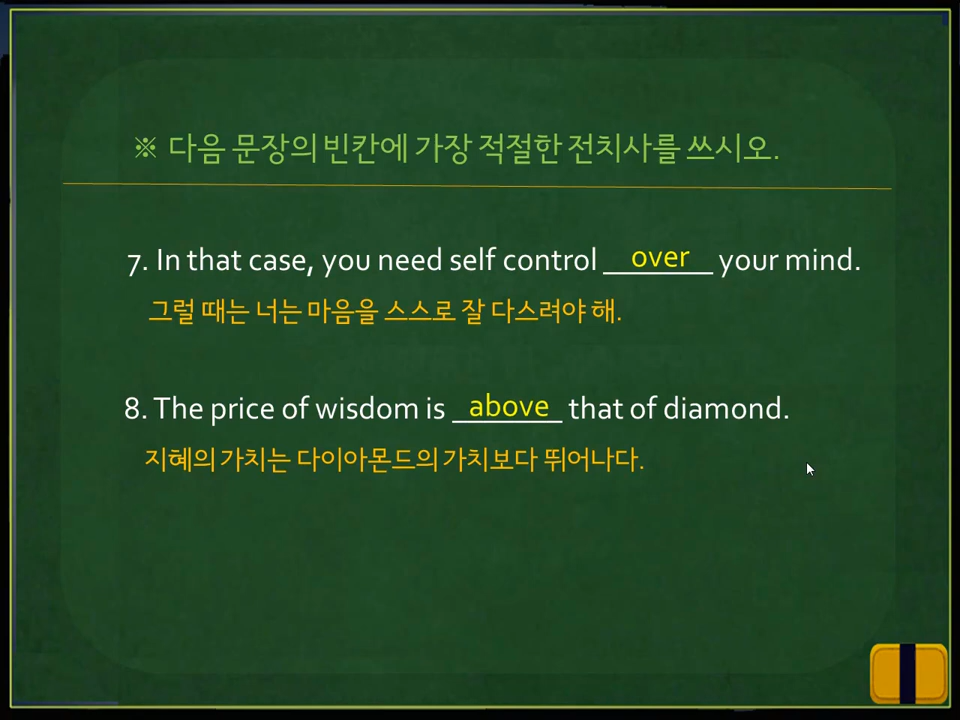 ※ 다음 문장의 빈칸에 가장 적절한 전치사를 쓰시오.
7. In that case, you need self control over your mind.
그럴 때는 너는 마음을 스스로 잘 다스려야 해.
8. The price of wisdom is above that of diamond.
지혜의 가치는 다이아몬드의 가치보다 뛰어나다.